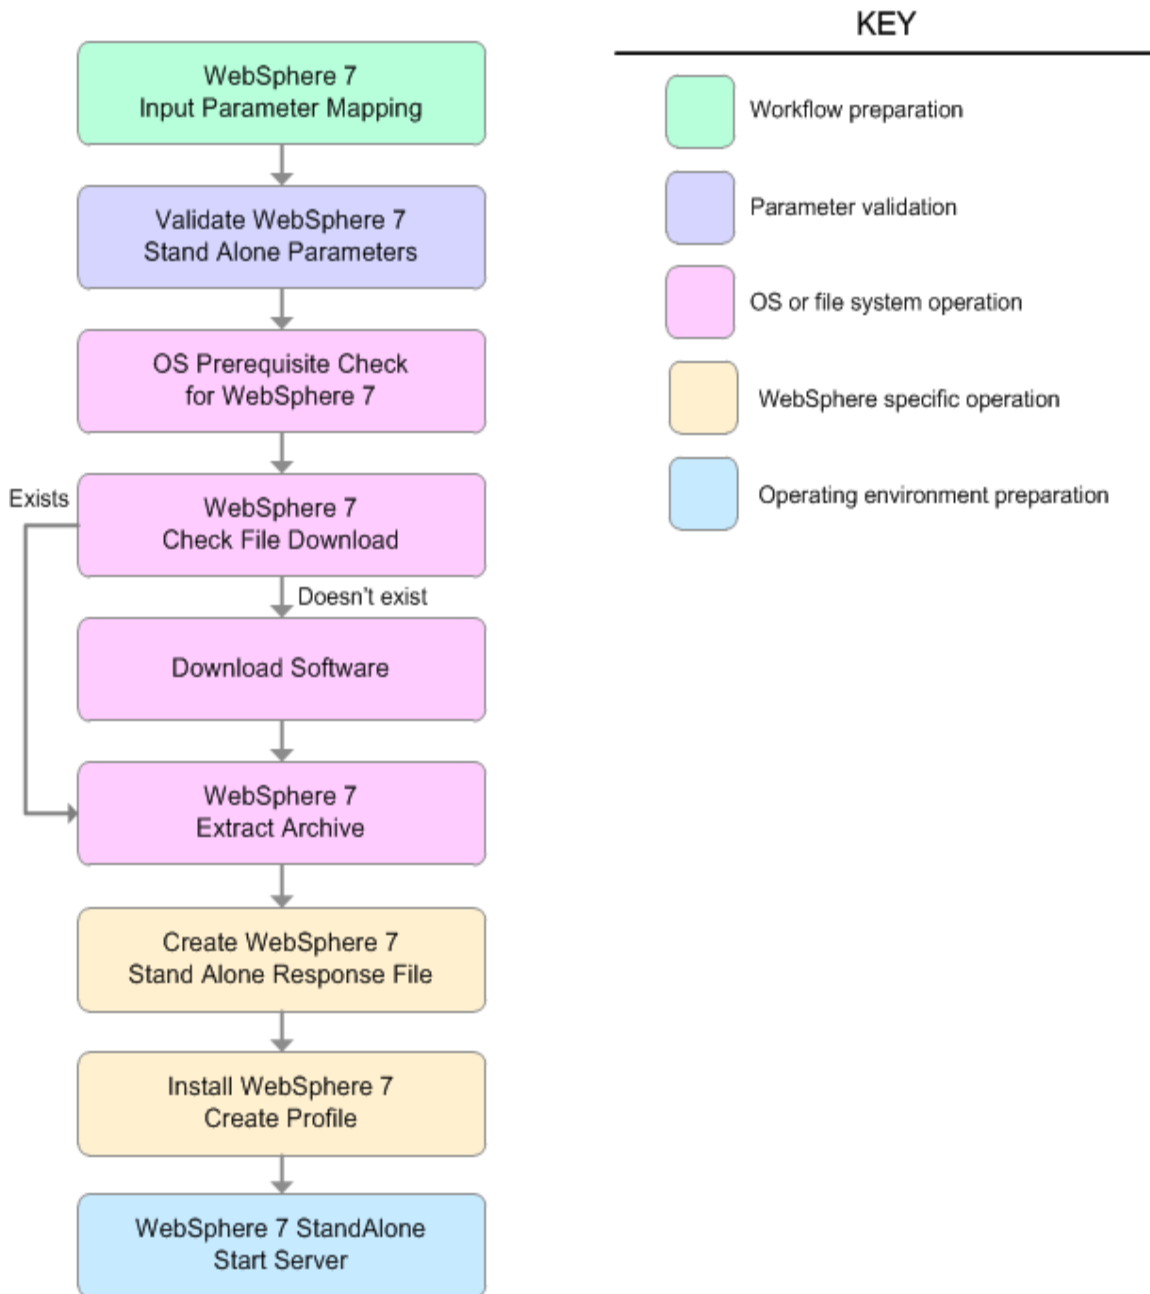 WebSphere 7
Input Parameter Mapping
Validate WebSphere 7
Stand Alone Parameters
OS Prerequisite Check
for WebSphere 7
Exists
WebSphere 7
Check File Download
Doesn't exist
Download Software
WebSphere 7
Extract Archive
Create WebSphere 7
Stand Alone Response File
Install WebSphere 7
Create Profile
WebSphere 7 StandAlone
Start Server
KEY
Workflow preparation
Parameter validation
OS or file system operation
WebSphere specific operation
Operating environment preparation